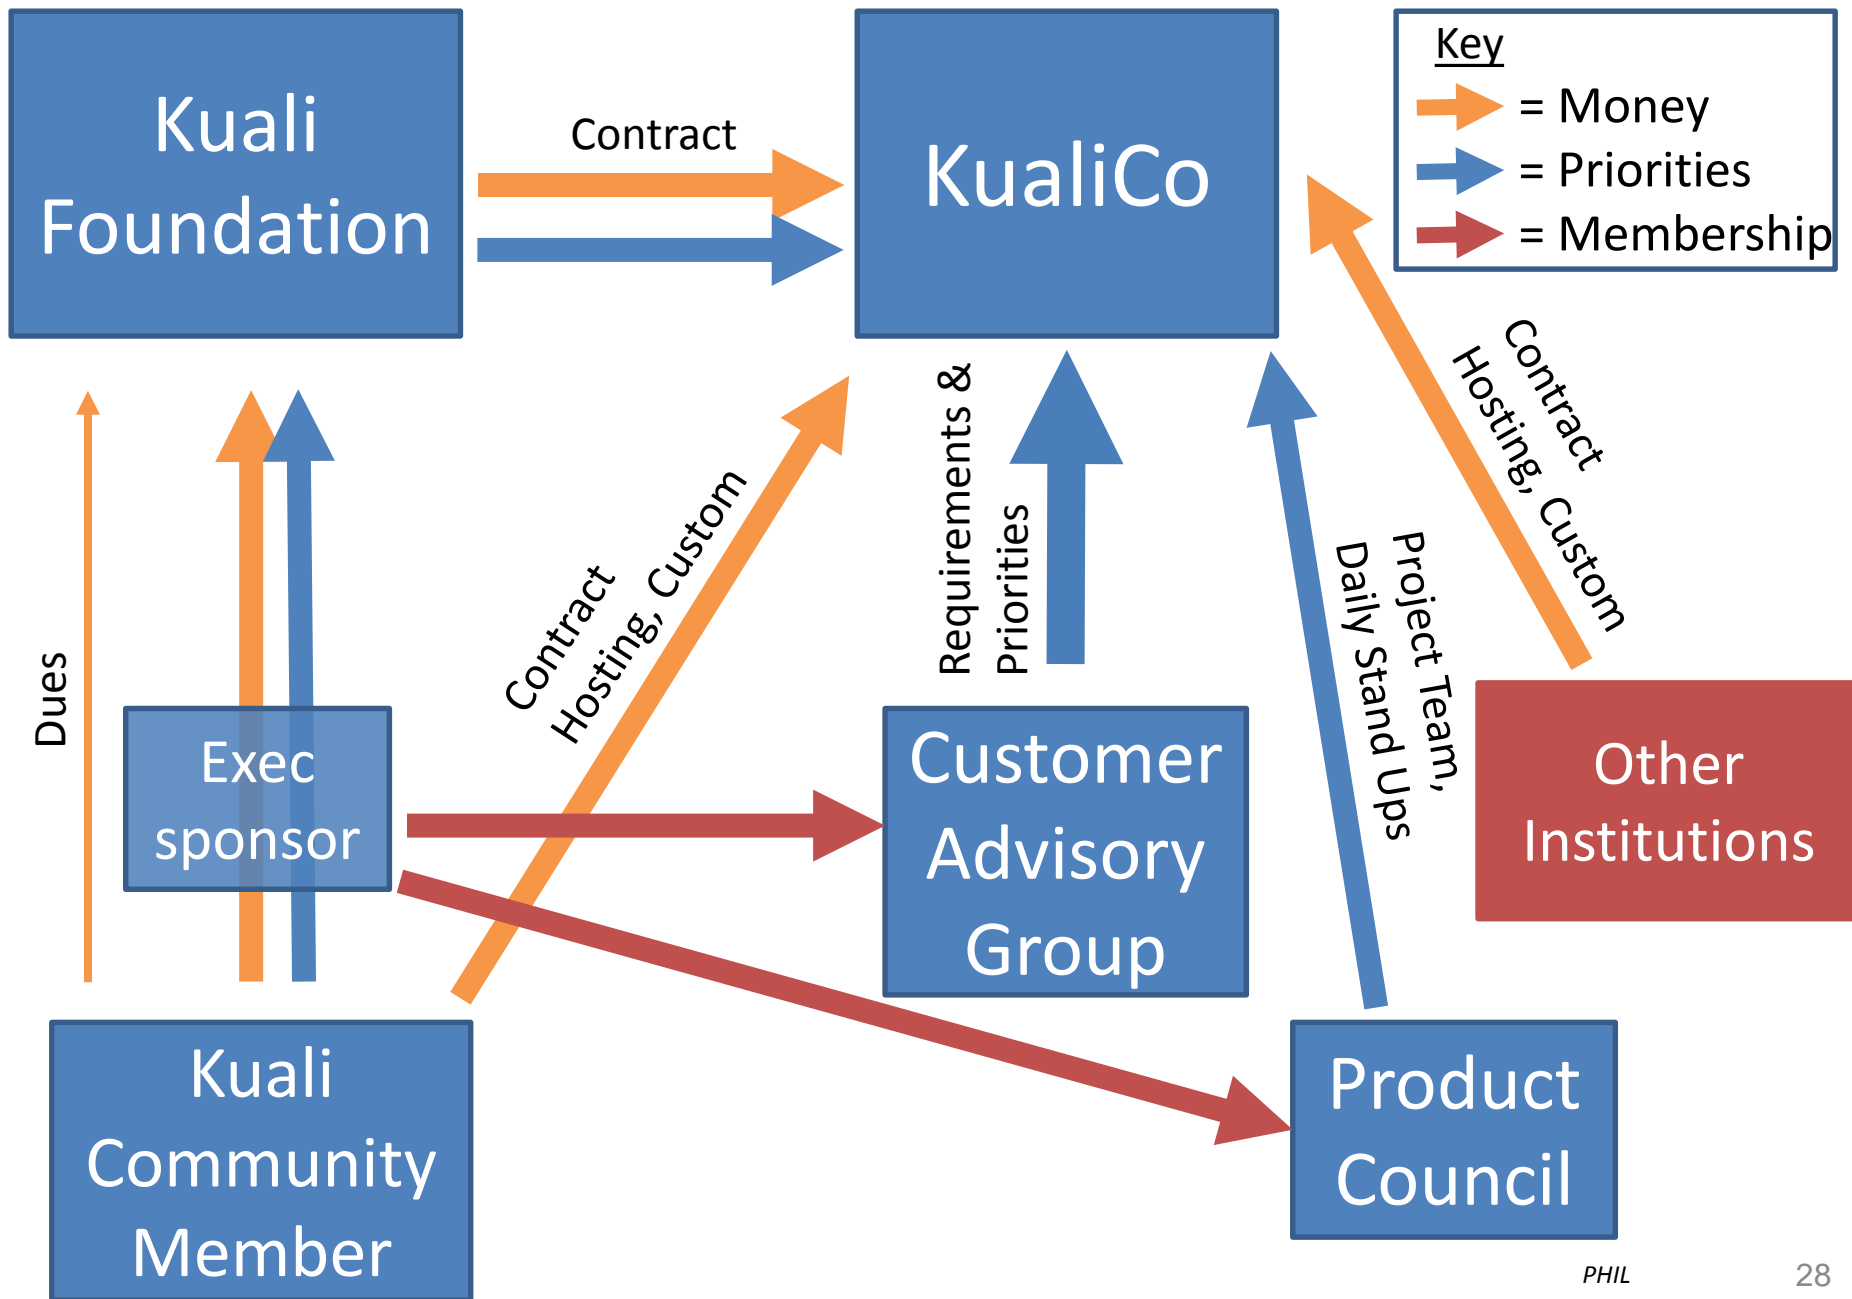 Kuali
Foundation
Contract
KualiCo
Key
= Money
= Priorities
= Membership
Dues
Exec
sponsor
Contract
Hosting, Custom
Requirements &
Priorities
Customer
Advisory
Group
Project Team,
Daily Stand Ups
Contract
Hosting, Custom
Other
Institutions
Kuali
Community
Member
Product
Council
PHIL
28